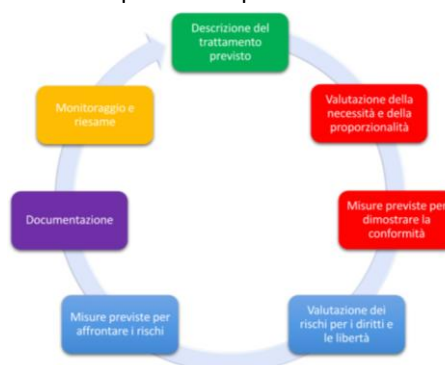 Descrizione del
trattamento
previsto
Valutazione della
necessità e della
proporzionalità
Misure previste per
dimostrare la
conformità
Valutazione dei
rischi per i diritti e
le libertà
Misure previste per
affrontare i rischi
Documentazione
Monitoraggio e
riesame